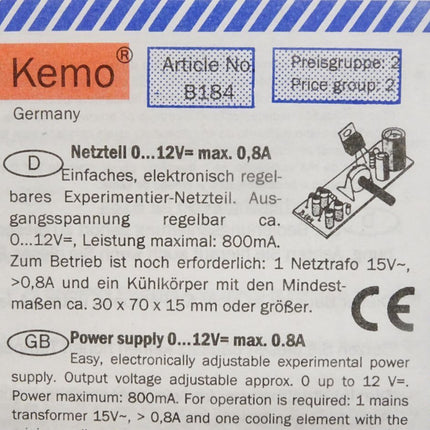 Kemo®
Germany
Article No.
B184
Preisgruppe: 2
Price group: 2
D
Netzteil 0...12V= max. 0,8A
Einfaches, elektronisch regel-
bares Experimentier-Netzteil. Aus-
gangsspannung regelbar ca.
0...12V=, Leistung maximal: 800mA.
Zum Betrieb ist noch erforderlich: 1 Netztrafo 15V~,
>0,8A und ein Kühlkörper mit den Mindest-
maßen ca. 30 x 70 x 15 mm oder größer.
CE
GB
Power supply 0...12V= max. 0.8A
Easy, electronically adjustable experimental power
supply. Output voltage adjustable approx. 0 up to 12 V=.
Power maximum: 800mA. For operation is required: 1 mains
transformer 15V~, > 0,8A and one cooling element with the